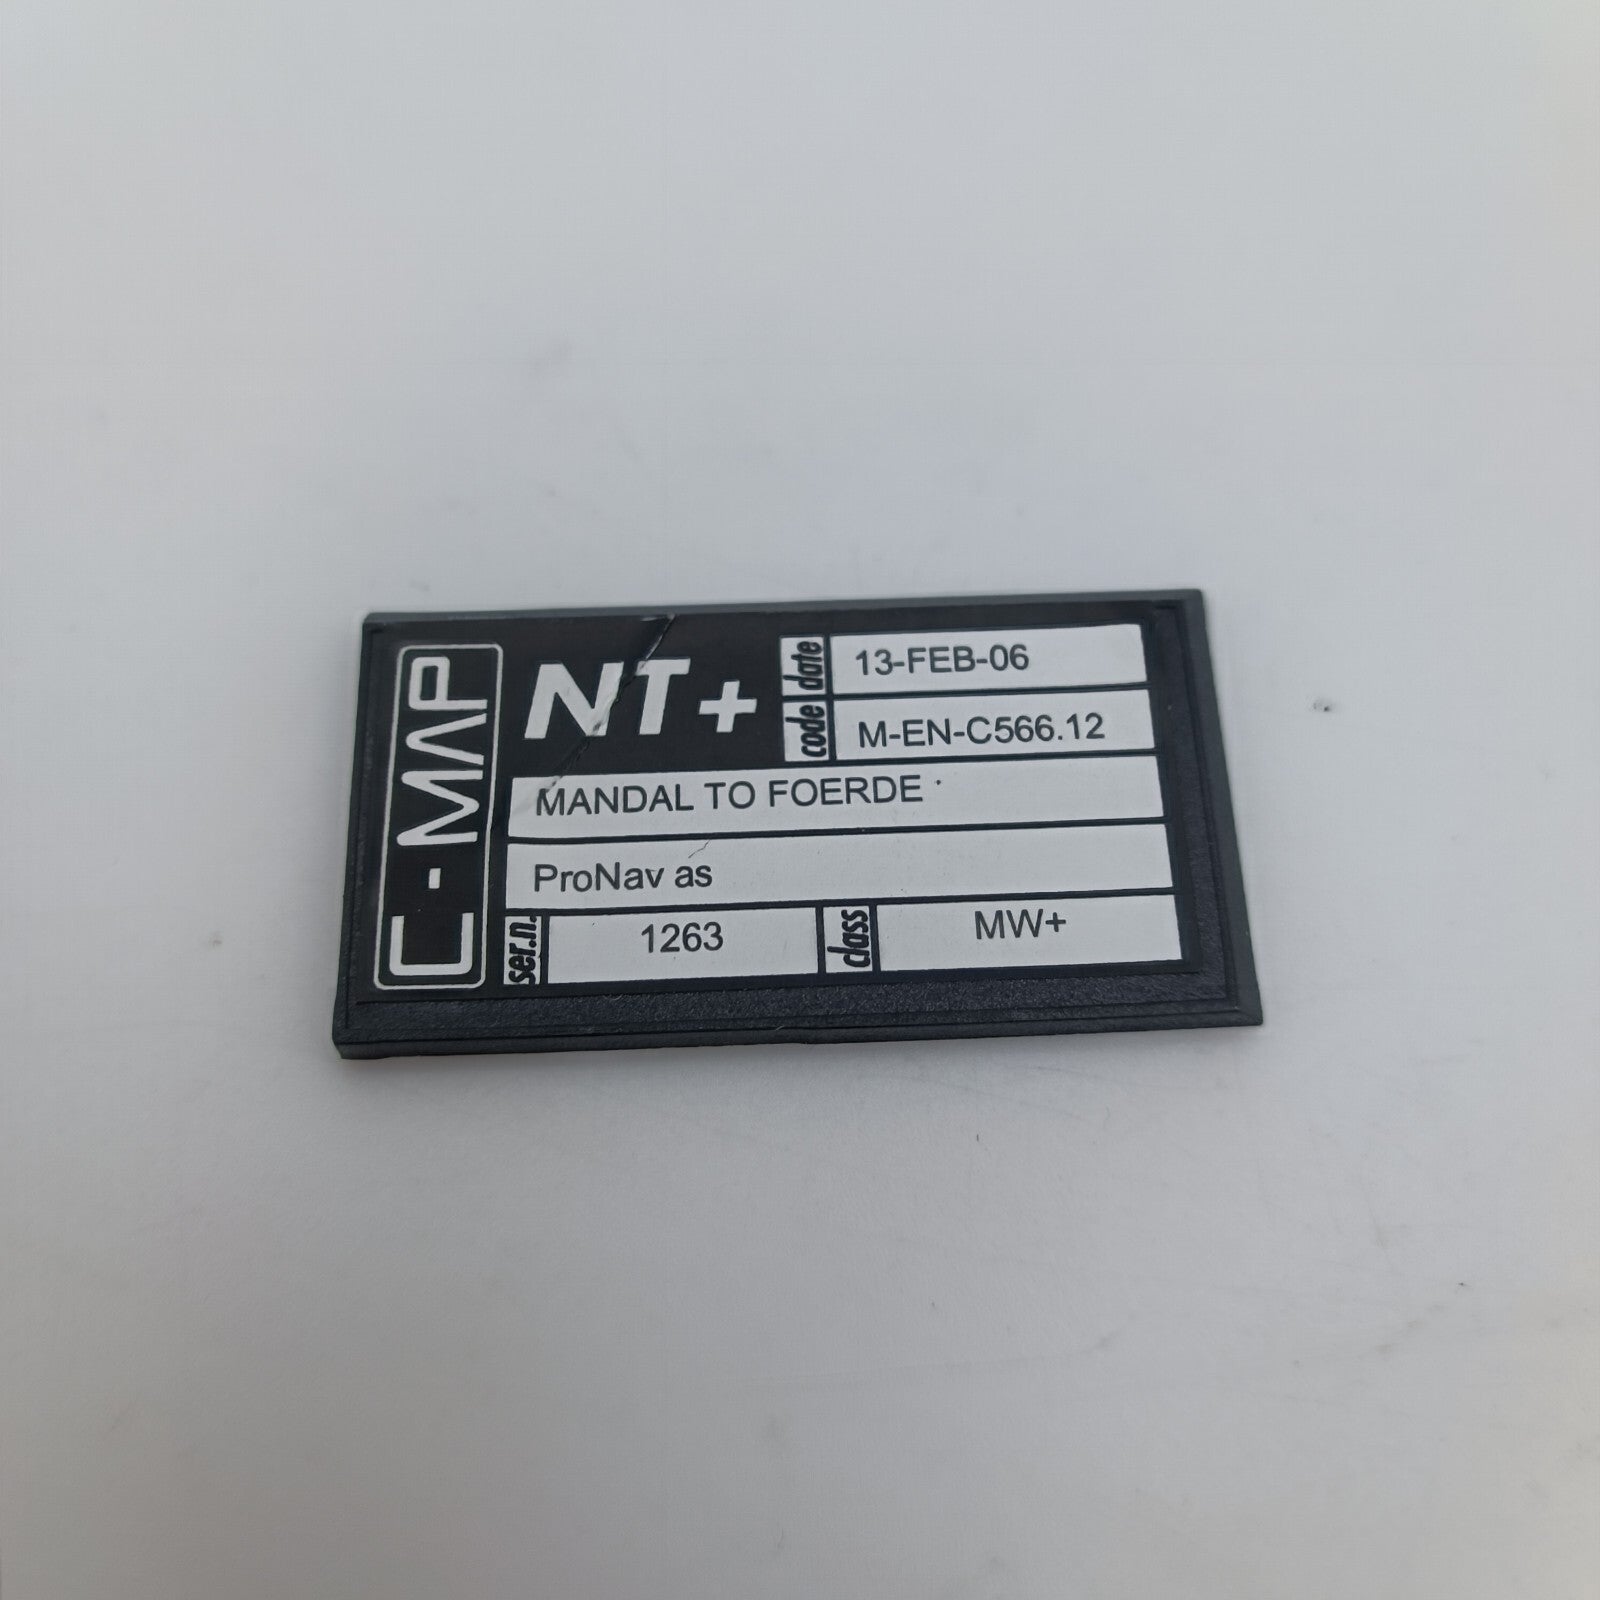 C-MAP
NT+
date 13-FEB-06
code M-EN-C566.12
MANDAL TO FOERDE
ProNav as
ser.n. 1263 class MW+